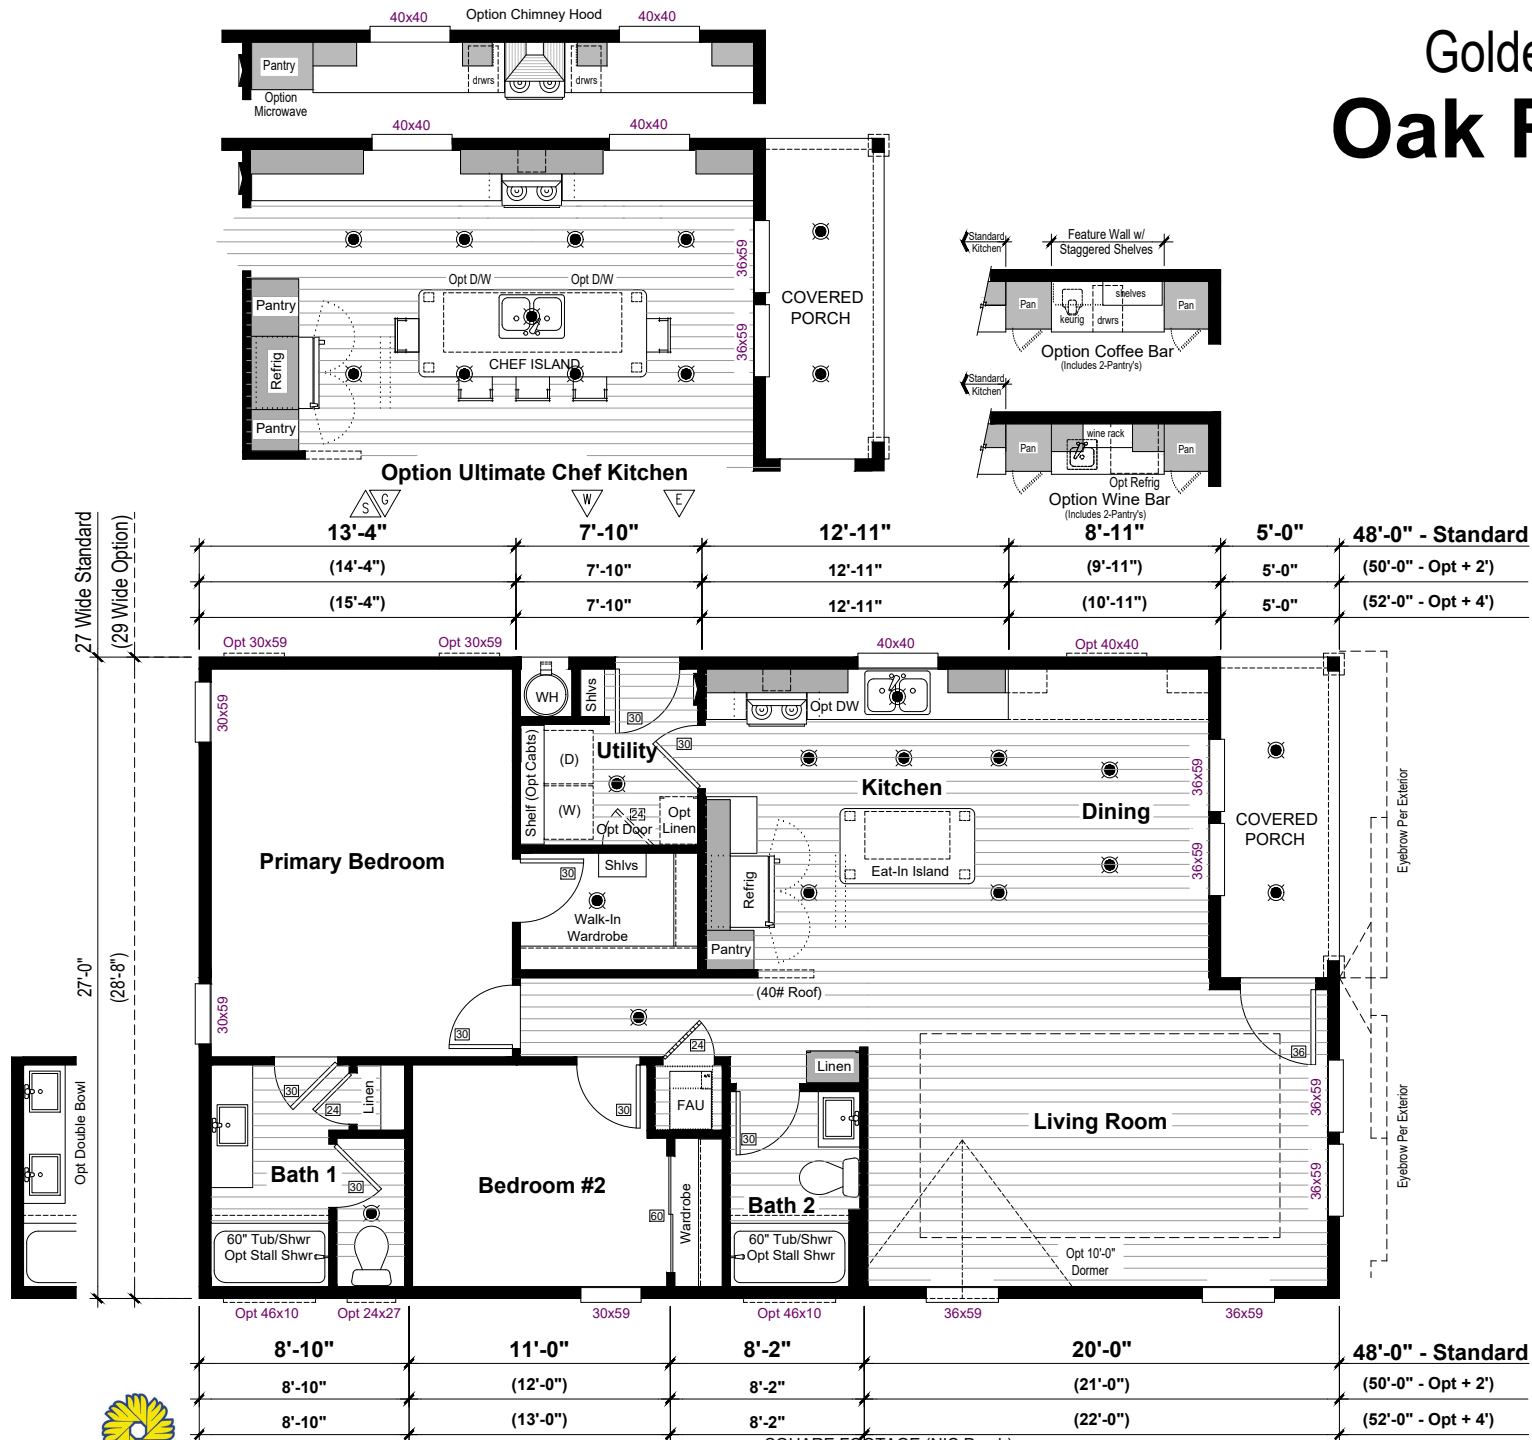 Option Chimney Hood
40x40
40x40
Pantry
drwrs
drwrs
Option
Microwave
Oak
40x40
40x40
36x59
36x59
Opt D/W
Opt D/W
Pantry
Refrig
Pantry
CHEF ISLAND
COVERED
PORCH
Option Ultimate Chef Kitchen
Standard
Kitchen
Feature Wall w/
Staggered Shelves
Pan
keurig
drwrs
shelves
Pan
Option Coffee Bar
(Includes 2-Pantry's)
Standard
Kitchen
Pan
wine rack
Pan
Opt Refrig
Option Wine Bar
(Includes 2-Pantry's)
S
G
W
E
27 Wide Standard
(29 Wide Option)
13'-4"
7'-10"
12'-11"
8'-11"
5'-0"
48'-0" - Standard
(14'-4")
7'-10"
12'-11"
(9'-11")
5'-0"
(50'-0" - Opt + 2')
(15'-4")
7'-10"
12'-11"
(10'-11")
5'-0"
(52'-0" - Opt + 4')
Opt 30x59
Opt 30x59
40x40
Opt 40x40
30x59
WH
Shlvs
30
Opt DW
Utility
30
Shelf (Opt Cabts)
(D)
(W)
24
Opt Door
Opt
Linen
Kitchen
Dining
36x59
36x59
COVERED
PORCH
Eyebrow Per Exterior
Primary Bedroom
30
Shlvs
Walk-In
Wardrobe
Refrig
Eat-In Island
Pantry
(40# Roof)
27'-0"
(28'-8")
30x59
30
24
36
Opt Double Bowl
30
24
Linen
30
FAU
Linen
30
36x59
36x59
Eyebrow Per Exterior
Living Room
Bath 1
30
Bedroom #2
60
Wardrobe
Bath 2
60" Tub/Shwr
Opt Stall Shwr
60" Tub/Shwr
Opt Stall Shwr
Opt 10'-0"
Dormer
Opt 46x10
Opt 24x27
30x59
Opt 46x10
36x59
36x59
8'-10"
11'-0"
8'-2"
20'-0"
48'-0" - Standard
8'-10"
(12'-0")
8'-2"
(21'-0")
(50'-0" - Opt + 2')
8'-10"
(13'-0")
8'-2"
(22'-0")
(52'-0" - Opt + 4')